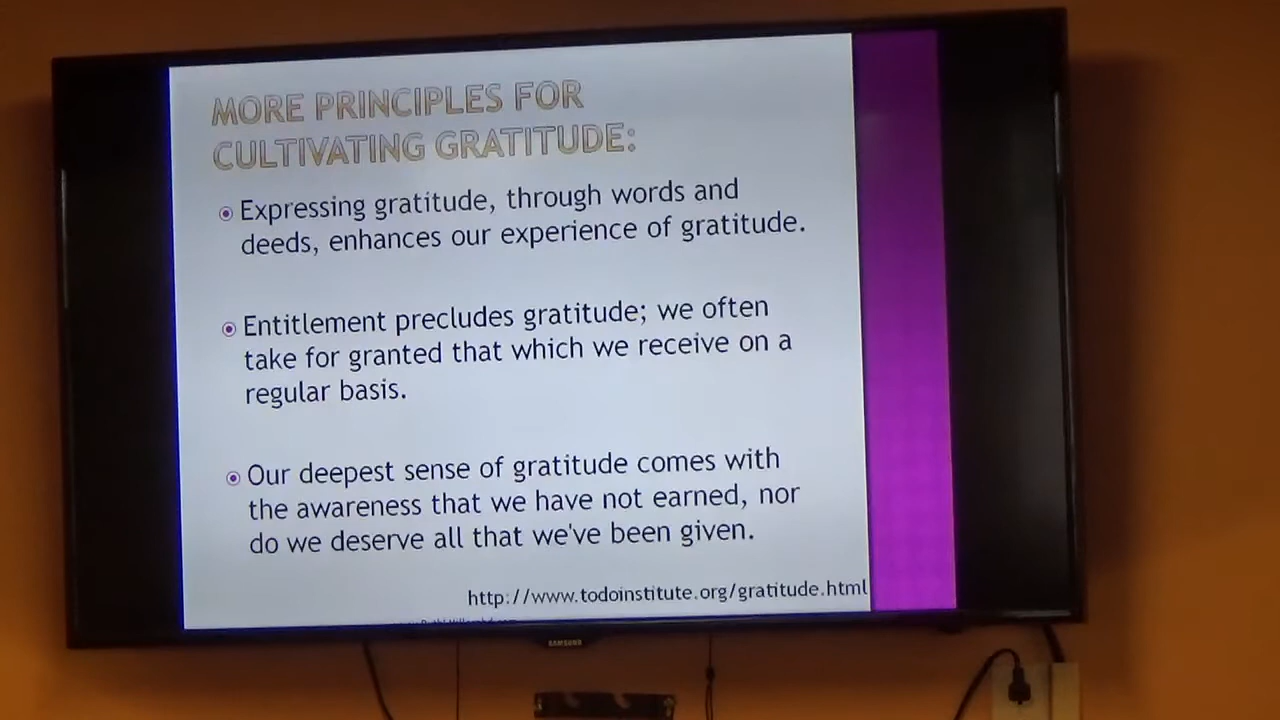 MORE PRINCIPLES FOR
CULTIVATING GRATITUDE:
Expressing gratitude, through words and
deeds, enhances our experience of gratitude.
Entitlement precludes gratitude; we often
take for granted that which we receive on a
regular basis.
Our deepest sense of gratitude comes with
the awareness that we have not earned, nor
do we deserve all that we've been given.
http://www.todoinstitute.org/gratitude.html
SAMSUNG